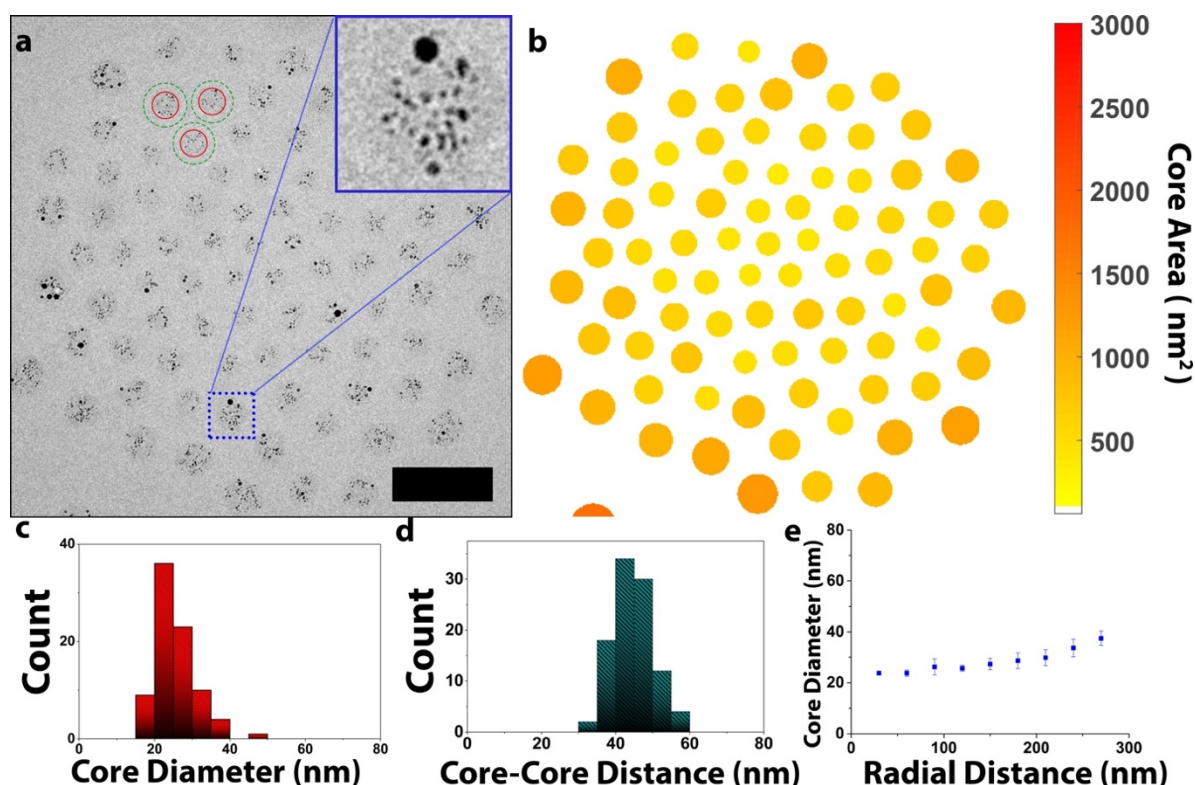 a
b
3000
2500
2000
1500
1000
500
Core Area ( nm²)
c
40
20
0
0
20
40
60
80
Count
Core Diameter (nm)
d
30
20
10
0
0
20
40
60
80
Count
Core-Core Distance (nm)
e
80
60
40
20
0
0
100
200
300
Core Diameter (nm)
Radial Distance (nm)